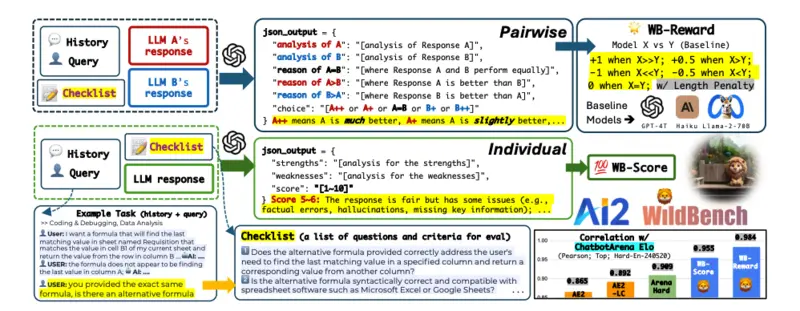 History
Query
Checklist
LLM A's
response
LLM B's
response
json_output = {
"analysis of A": "[analysis of Response A]",
"analysis of B": "[analysis of Response B]",
"reason of A=B": "[where Response A and B perform equally]",
"reason of A>B": "[where Response A is better than B]",
"reason of B>A": "[where Response B is better than A]",
"choice": "[A++ or A+ or A=B or B+ or B++]"
} A++ means A is much better, A+ means A is slightly better,...
Pairwise
WB-Reward
Model X vs Y (Baseline)
+1 when X>>Y; +0.5 when X>Y;
-1 when X<<Y; -0.5 when X<Y;
0 when X=Y; w/ Length Penalty
Baseline
Models
GPT-4T Haiku Llama-2-70B
History
Query
Checklist
LLM response
json_output = {
"strengths": "[analysis for the strengths]",
"weaknesses": "[analysis for the weaknesses]",
"score": "[1~10]"
} Score 5~6: The response is fair but has some issues (e.g.,
factual errors, hallucinations, missing key information); ...
Individual
100 WB-Score
Ai2 WildBench
Example Task (history + query)
>> Coding & Debugging, Data Analysis
User: I want a formula that will find the last
matching value in sheet named Requisition that
matches the value in cell B1 of my current sheet and
return the value from the row in column B ... AI: ....
USER: the formula does not appear to be finding
the last value in column A; AI: ....
USER: you provided the exact same
formula, is there an alternative formula
Checklist (a list of questions and criteria for eval)
1 Does the alternative formula provided correctly address the user's
need to find the last matching value in a specified column and return a
corresponding value from another column?
2 Is the alternative formula syntactically correct and compatible with
spreadsheet software such as Microsoft Excel or Google Sheets?
...
Correlation w/
ChatbotArena Elo
(Pearson; Top; Hard-En-240520)
1.00
0.95
0.90
0.85
0.80
0.865
0.892
0.909
0.955
0.984
AE2
AE2
-LC
Arena
Hard
WB-
Score
WB-
Reward